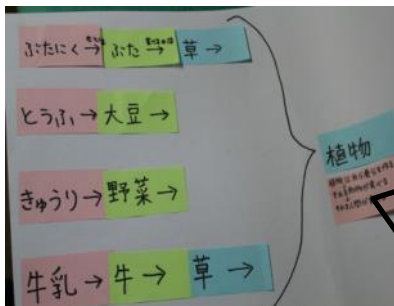 ぶたにく→ぶた→草→
とうふ→大豆→
きゅうり→野菜→
牛乳→牛→草→
植物